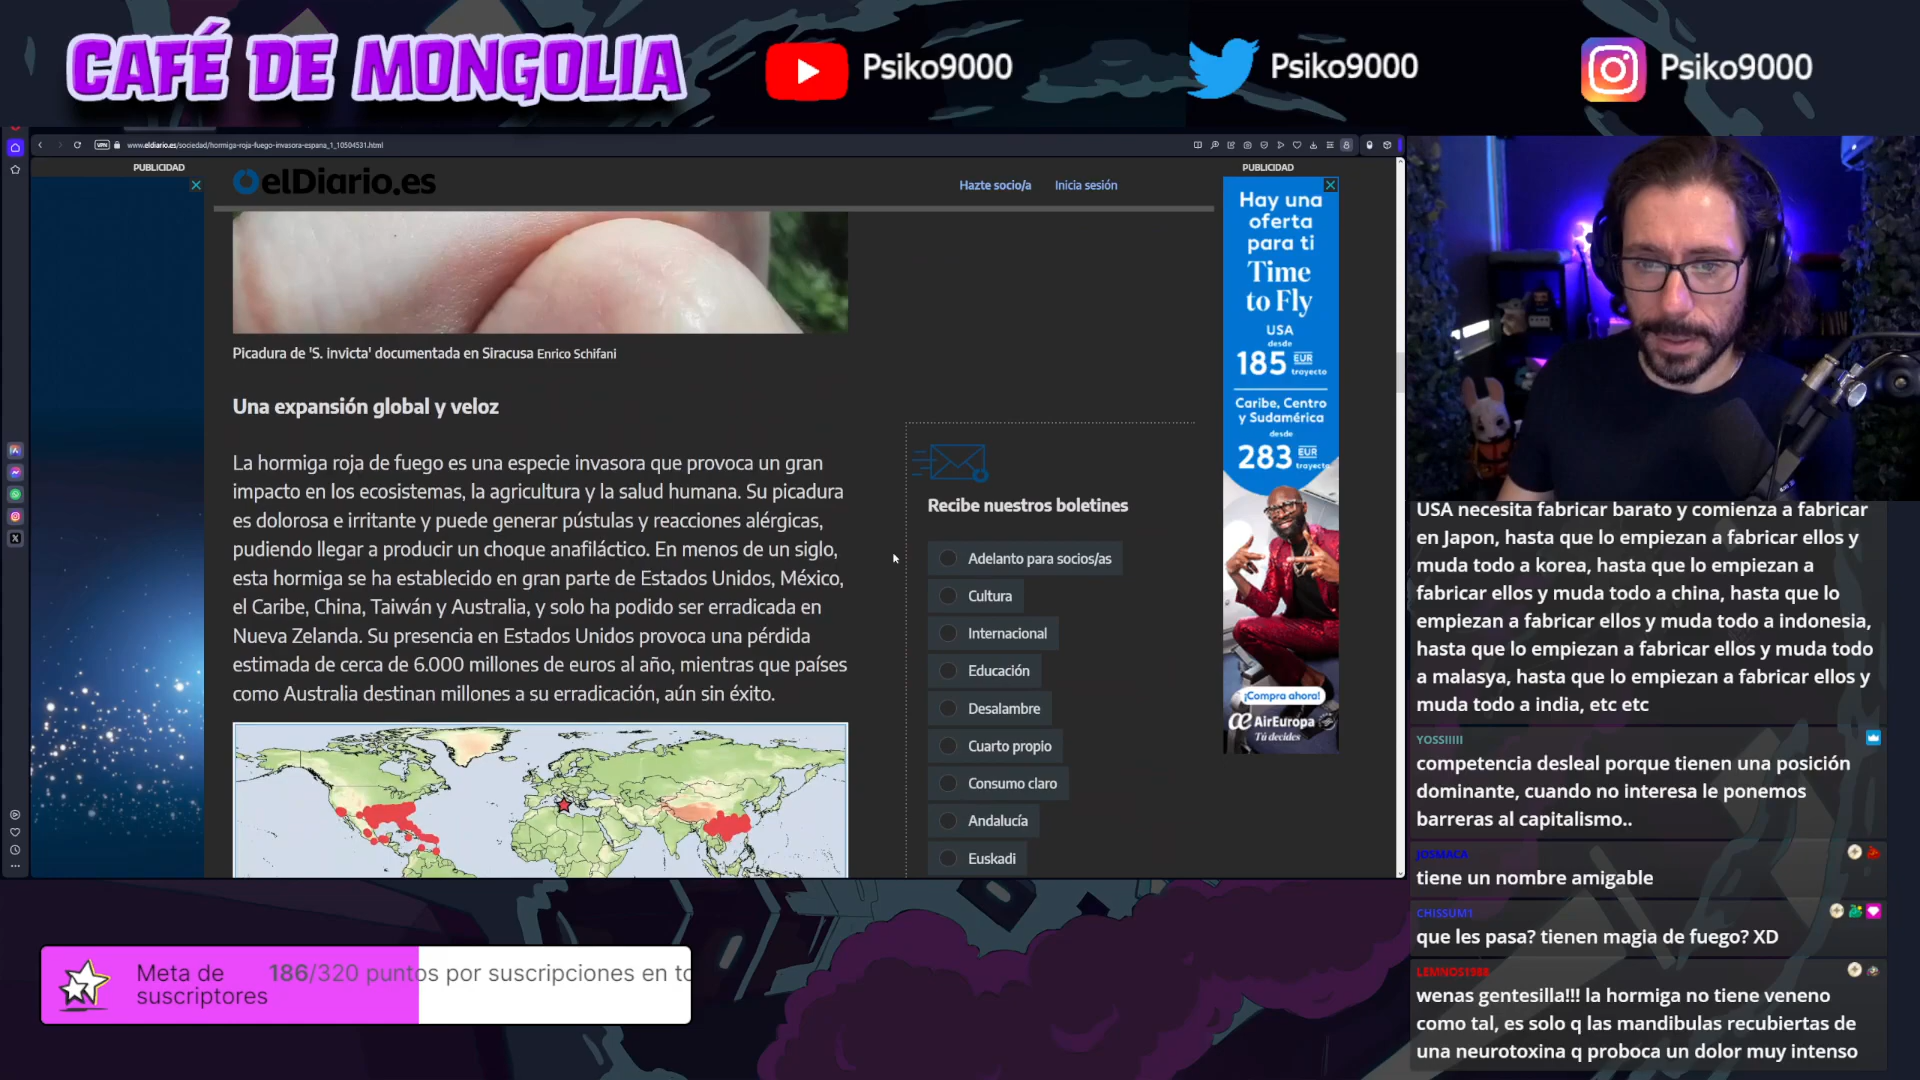 CAFÉ DE MONGOLIA
Psiko9000
Psiko9000
Psiko9000
VPN
www.eldiario.es/sociedad/hormiga-roja-fuego-invasora-espana_1_10504531.html
PUBLICIDAD
elDiario.es
Hazte socio/a
Inicia sesión
Picadura de 'S. invicta' documentada en Siracusa Enrico Schifani
Una expansión global y veloz
La hormiga roja de fuego es una especie invasora que provoca un gran
impacto en los ecosistemas, la agricultura y la salud humana. Su picadura
es dolorosa e irritante y puede generar pústulas y reacciones alérgicas,
pudiendo llegar a producir un choque anafiláctico. En menos de un siglo,
esta hormiga se ha establecido en gran parte de Estados Unidos, México,
el Caribe, China, Taiwán y Australia, y solo ha podido ser erradicada en
Nueva Zelanda. Su presencia en Estados Unidos provoca una pérdida
estimada de cerca de 6.000 millones de euros al año, mientras que países
como Australia destinan millones a su erradicación, aún sin éxito.
Recibe nuestros boletines
Adelanto para socios/as
Cultura
Internacional
Educación
Desalambre
Cuarto propio
Consumo claro
Andalucía
Euskadi
PUBLICIDAD
Hay una
oferta
para ti
Time
to Fly
USA
desde
185 EUR
trayecto
Caribe, Centro
y Sudamérica
desde
283 EUR
trayecto
¡Compra ahora!
AirEuropa
Tú decides
USA necesita fabricar barato y comienza a fabricar
en Japon, hasta que lo empiezan a fabricar ellos y
muda todo a korea, hasta que lo empiezan a
fabricar ellos y muda todo a china, hasta que lo
empiezan a fabricar ellos y muda todo a indonesia,
hasta que lo empiezan a fabricar ellos y muda todo
a malasya, hasta que lo empiezan a fabricar ellos y
muda todo a india, etc etc
YOSSIIIII
competencia desleal porque tienen una posición
dominante, cuando no interesa le ponemos
barreras al capitalismo..
JOSMACA
tiene un nombre amigable
CHISSUM1
que les pasa? tienen magia de fuego? XD
LEMNOS1988
wenas gentesilla!!! la hormiga no tiene veneno
como tal, es solo q las mandibulas recubiertas de
una neurotoxina q proboca un dolor muy intenso
Meta de
suscriptores
186/320 puntos por suscripciones en to